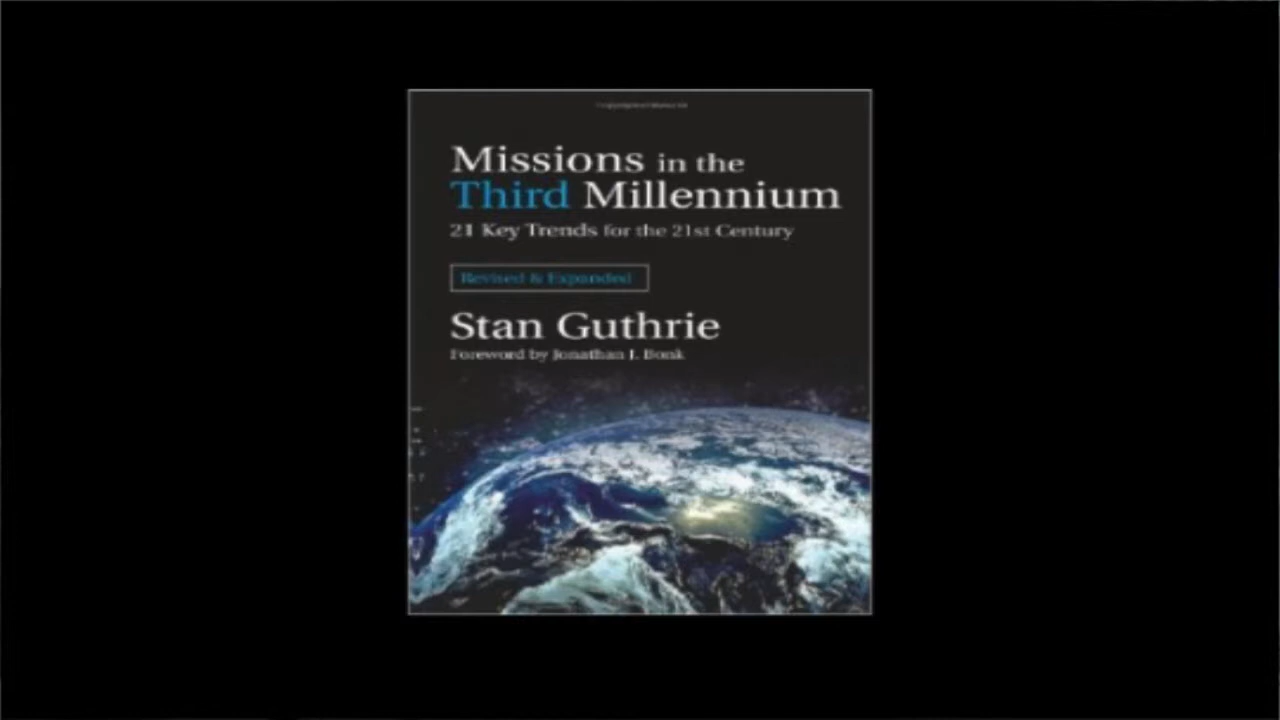 Missions in the
Third Millennium
21 Key Trends for the 21st Century
Revised & Expanded
Stan Guthrie
Foreword by Jonathan J. Bonk